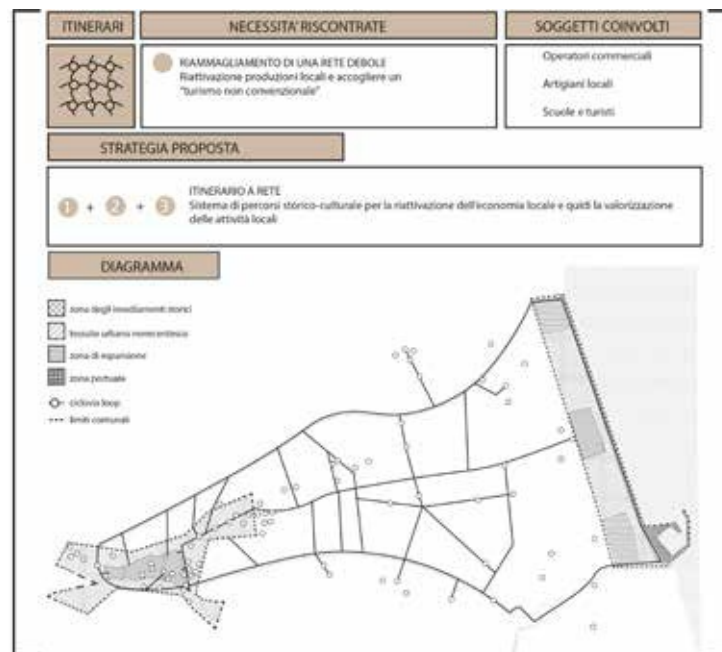 ITINERARI
NECESSITA' RISCONTRATE
SOGGETTI COINVOLTI
RIAMMAGLIAMENTO DI UNA RETE DEBOLE
Riattivazione produzioni locali e accogliere un
"turismo non convenzionale"
Operatori commerciali
Artigiani locali
Scuole e turisti
STRATEGIA PROPOSTA
1 + 2 + 3
ITINERARIO A RETE
Sistema di percorsi storico-culturale per la riattivazione dell'economia locale e quidi la valorizzazione
delle attività locali
DIAGRAMMA
zona degli insediamenti storici
tessuto urbano novecentesco
zona di espansione
zona portuale
ciclovia loop
limiti comunali